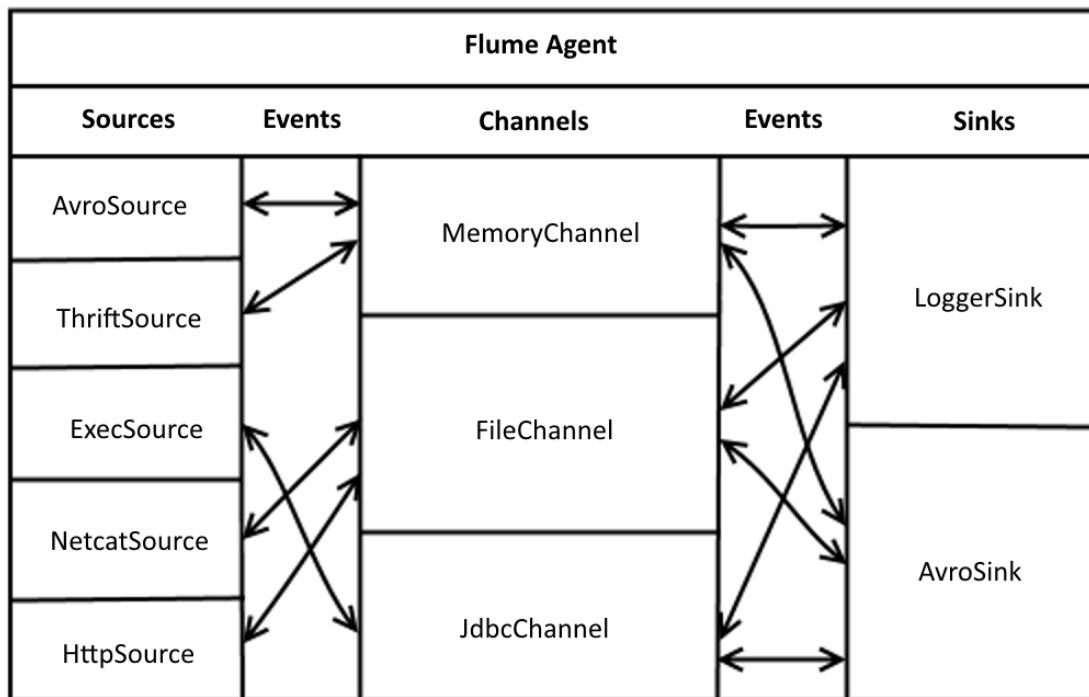 Flume Agent
Sources Events Channels Events Sinks
AvroSource
MemoryChannel
LoggerSink
ThriftSource
ExecSource
FileChannel
NetcatSource
AvroSink
JdbcChannel
HttpSource